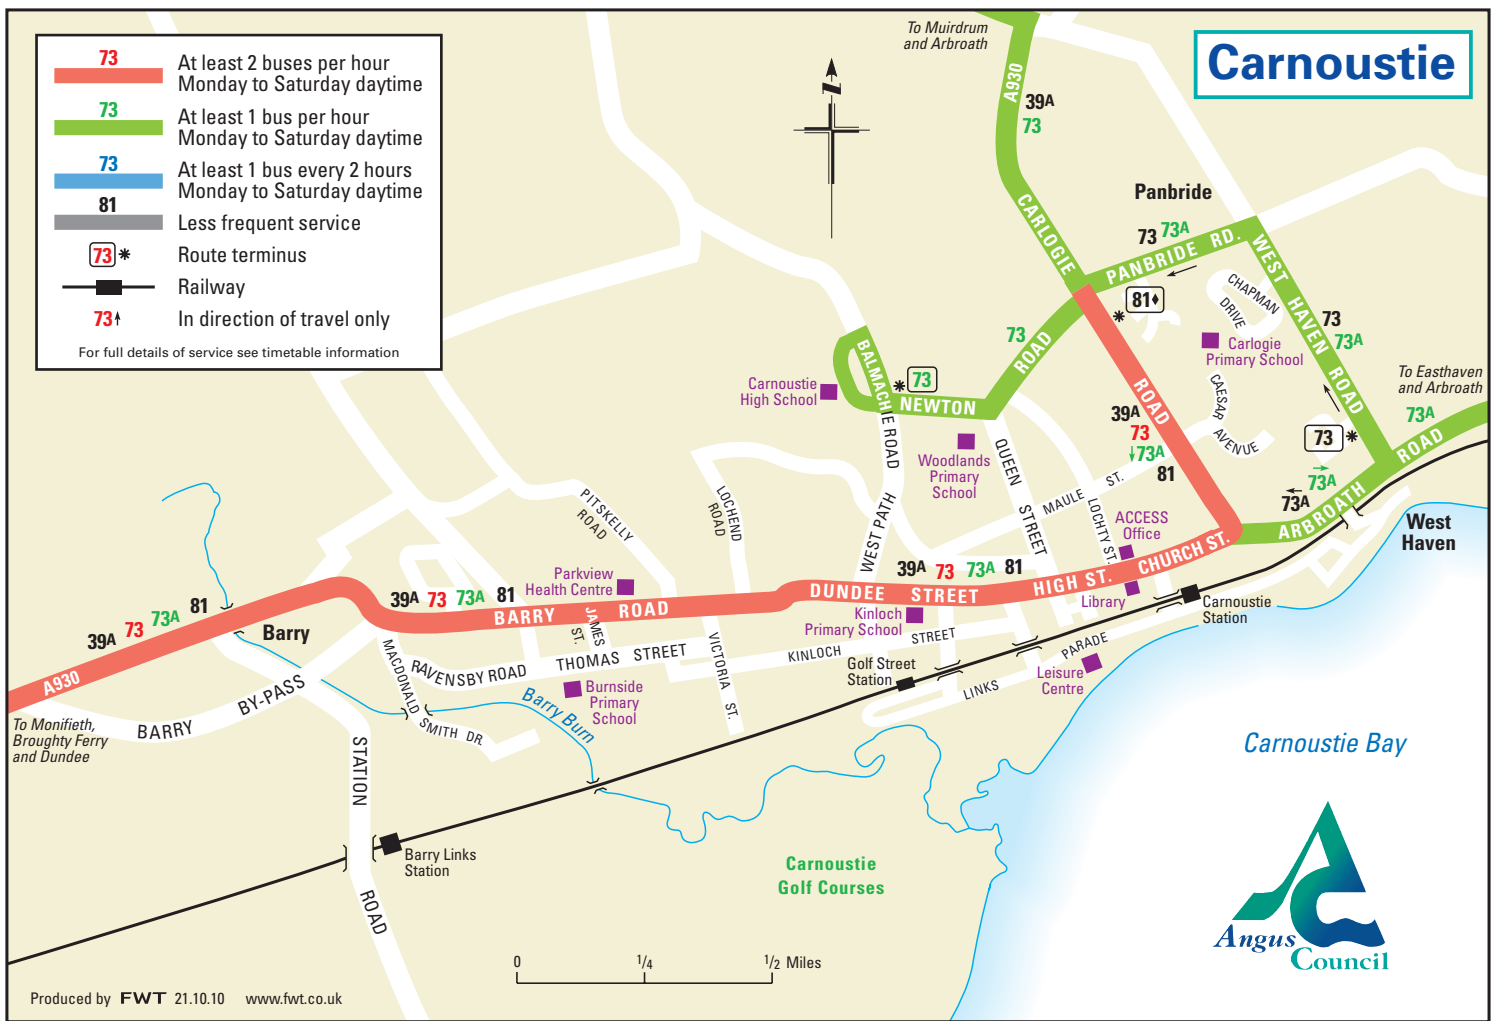 Carnoustie
73
At least 2 buses per hour
Monday to Saturday daytime
73
At least 1 bus per hour
Monday to Saturday daytime
73
At least 1 bus every 2 hours
Monday to Saturday daytime
81
Less frequent service
73 *
Route terminus
Railway
73
In direction of travel only
For full details of service see timetable information
To Muirdrum
and Arbroath
N
A930
39A
73
CARLOGIE
ROAD
Panbride
73 73A
PANBRIDE RD.
WEST HAVEN ROAD
81♦
*
CHAPMAN
DRIVE
73
73A
Carlogie
Primary School
To Easthaven
and Arbroath
73A
73
ROAD
BALMACHIE ROAD
* 73
NEWTON
Carnoustie
High School
CAESAR
AVENUE
39A
73
73A
81
73 *
ARBROATH
ROAD
73A
73A
West
Haven
Woodlands
Primary
School
QUEEN
STREET
MAULE ST.
LOCHTY ST.
ACCESS
Office
PITSKELLY
ROAD
LOCHEND
ROAD
WEST PATH
CHURCH ST.
39A 73 73A 81
HIGH ST.
DUNDEE STREET
Library
Carnoustie
Station
Parkview
Health Centre
39A 73 73A 81
BARRY ROAD
JAMES
ST.
Kinloch
Primary School
KINLOCH STREET
Golf Street
Station
LINKS PARADE
Leisure
Centre
39A 73 73A 81
Barry
A930
MACDONALD
SMITH DR.
RAVENSBY ROAD
THOMAS STREET
VICTORIA ST.
Burnside
Primary
School
Barry Burn
BARRY BY-PASS
To Monifieth,
Broughty Ferry
and Dundee
STATION
ROAD
Barry Links
Station
Carnoustie Bay
Carnoustie
Golf Courses
Angus
Council
0 1/4 1/2 Miles
Produced by FWT 21.10.10 www.fwt.co.uk